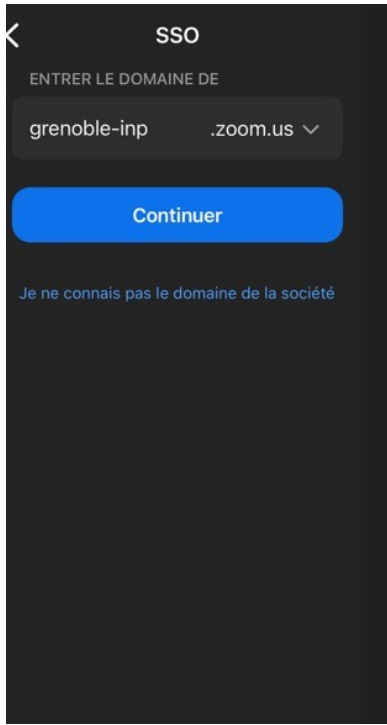 SSO
ENTRER LE DOMAINE DE
grenoble-inp .zoom.us
Continuer
Je ne connais pas le domaine de la société